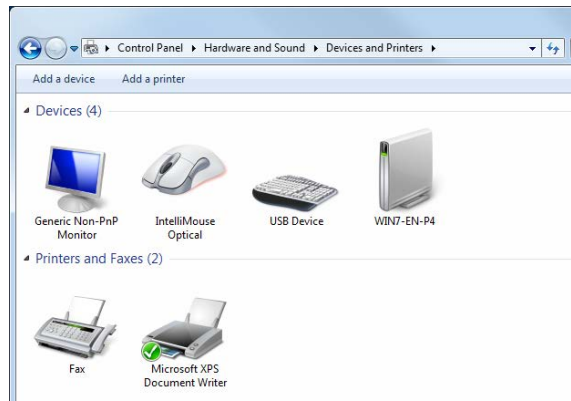 Control Panel ▸ Hardware and Sound ▸ Devices and Printers ▸
Add a device Add a printer
Devices (4)
Generic Non-PnP
Monitor
IntelliMouse
Optical
USB Device
WIN7-EN-P4
Printers and Faxes (2)
Fax
Microsoft XPS
Document Writer